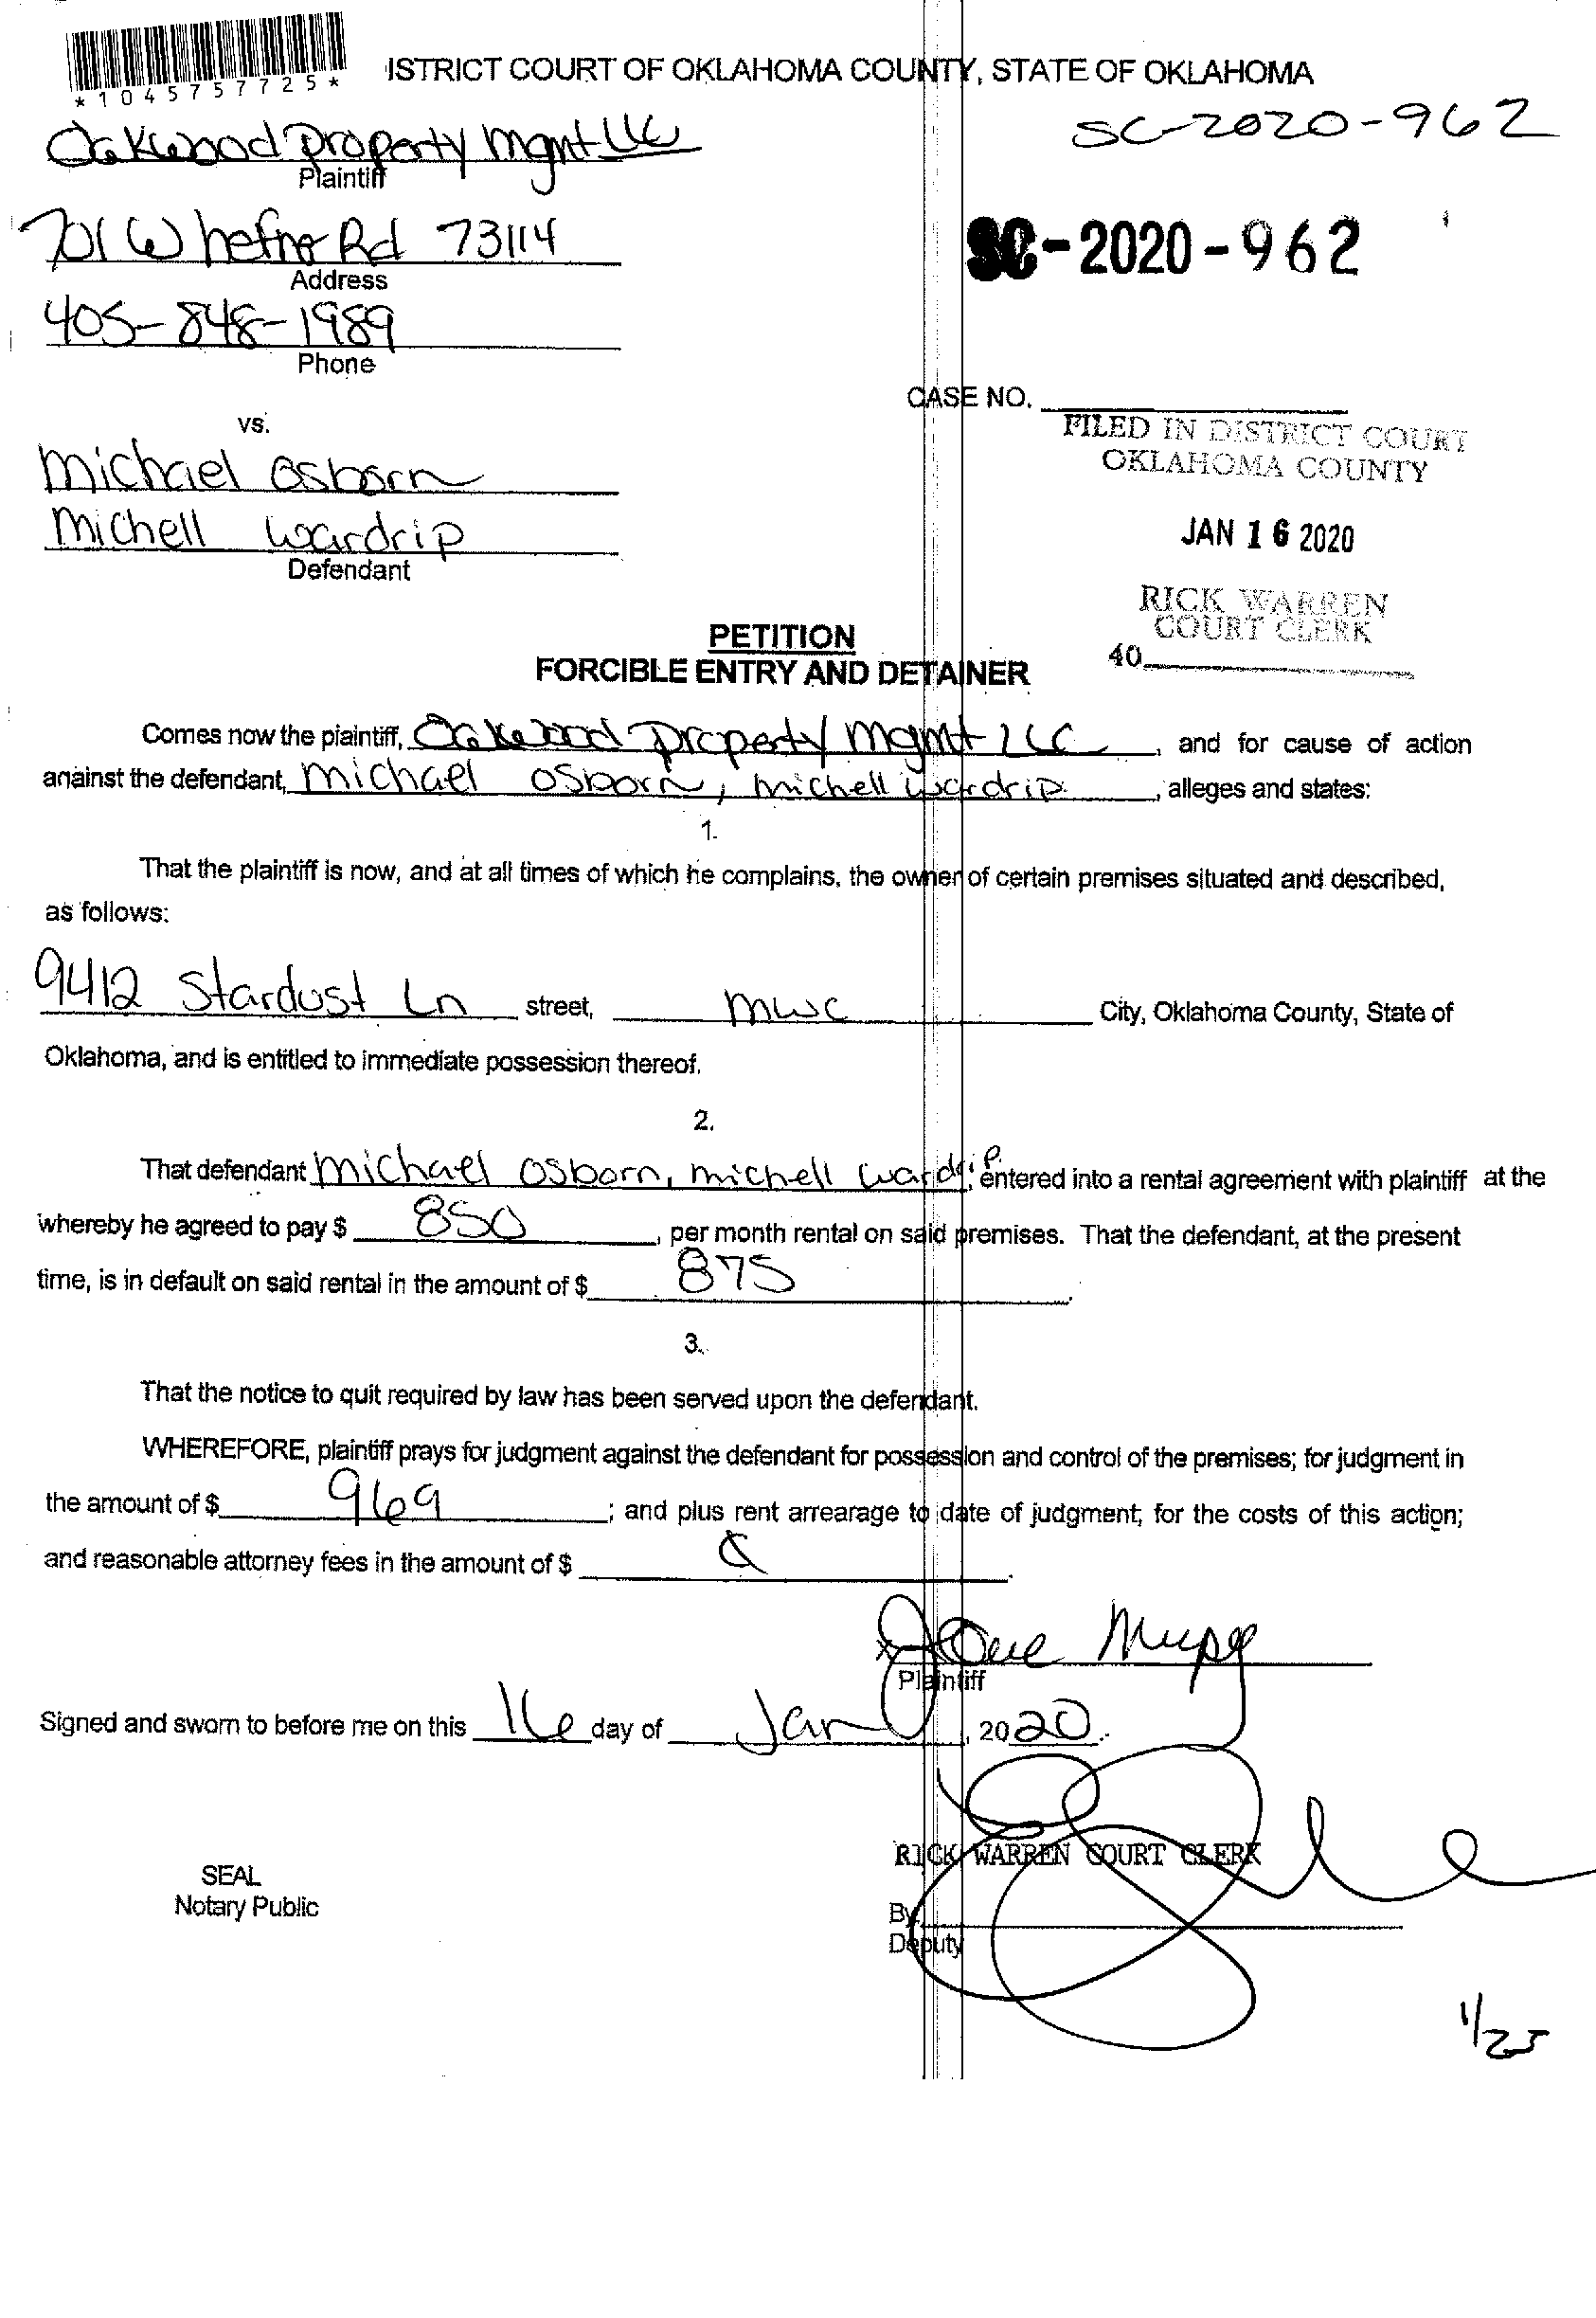 *1045757725*
ISTRICT COURT OF OKLAHOMA COUNTY, STATE OF OKLAHOMA
SC-2020-962
Oakwood Property Mgnt LLC
Plaintiff
701 W hefner Rd 73114
Address
SC-2020-962
405-848-1989
Phone
CASE NO.
vs.
FILED IN DISTRICT COURT
OKLAHOMA COUNTY
Michael Osborn
Michell Wardrip
Defendant
JAN 16 2020
RICK WARREN
COURT CLERK
40
PETITION
FORCIBLE ENTRY AND DETAINER
Comes now the plaintiff, Oakwood Property Mgmt LLC, and for cause of action
against the defendant, Michael Osborn, Michell Wardrip, alleges and states:
1.
That the plaintiff is now, and at all times of which he complains, the owner of certain premises situated and described,
as follows:
9412 Stardust Ln street, mwc City, Oklahoma County, State of
Oklahoma, and is entitled to immediate possession thereof.
2.
That defendant Michael Osborn, Michell Wardrip, entered into a rental agreement with plaintiff at the
whereby he agreed to pay $ 850, per month rental on said premises. That the defendant, at the present
time, is in default on said rental in the amount of $ 875.
3.
That the notice to quit required by law has been served upon the defendant.
WHEREFORE, plaintiff prays for judgment against the defendant for possession and control of the premises; for judgment in
the amount of $ 969; and plus rent arrearage to date of judgment, for the costs of this action;
and reasonable attorney fees in the amount of $
Plaintiff
Signed and sworn to before me on this 16 day of Jan, 2020.
RICK WARREN COURT CLERK
SEAL
Notary Public
By
Deputy
1/25